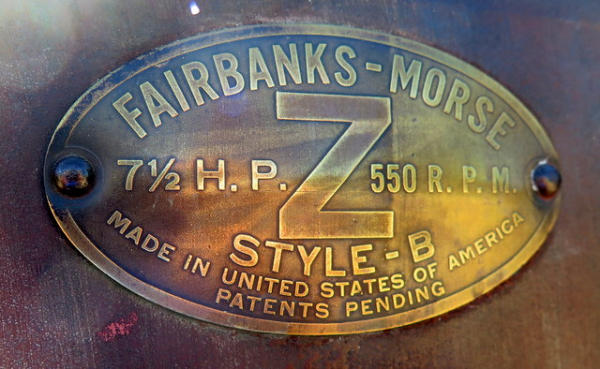 FAIRBANKS-MORSE
Z
7½ H. P.
550 R. P. M.
STYLE-B
MADE IN UNITED STATES OF AMERICA
PATENTS PENDING